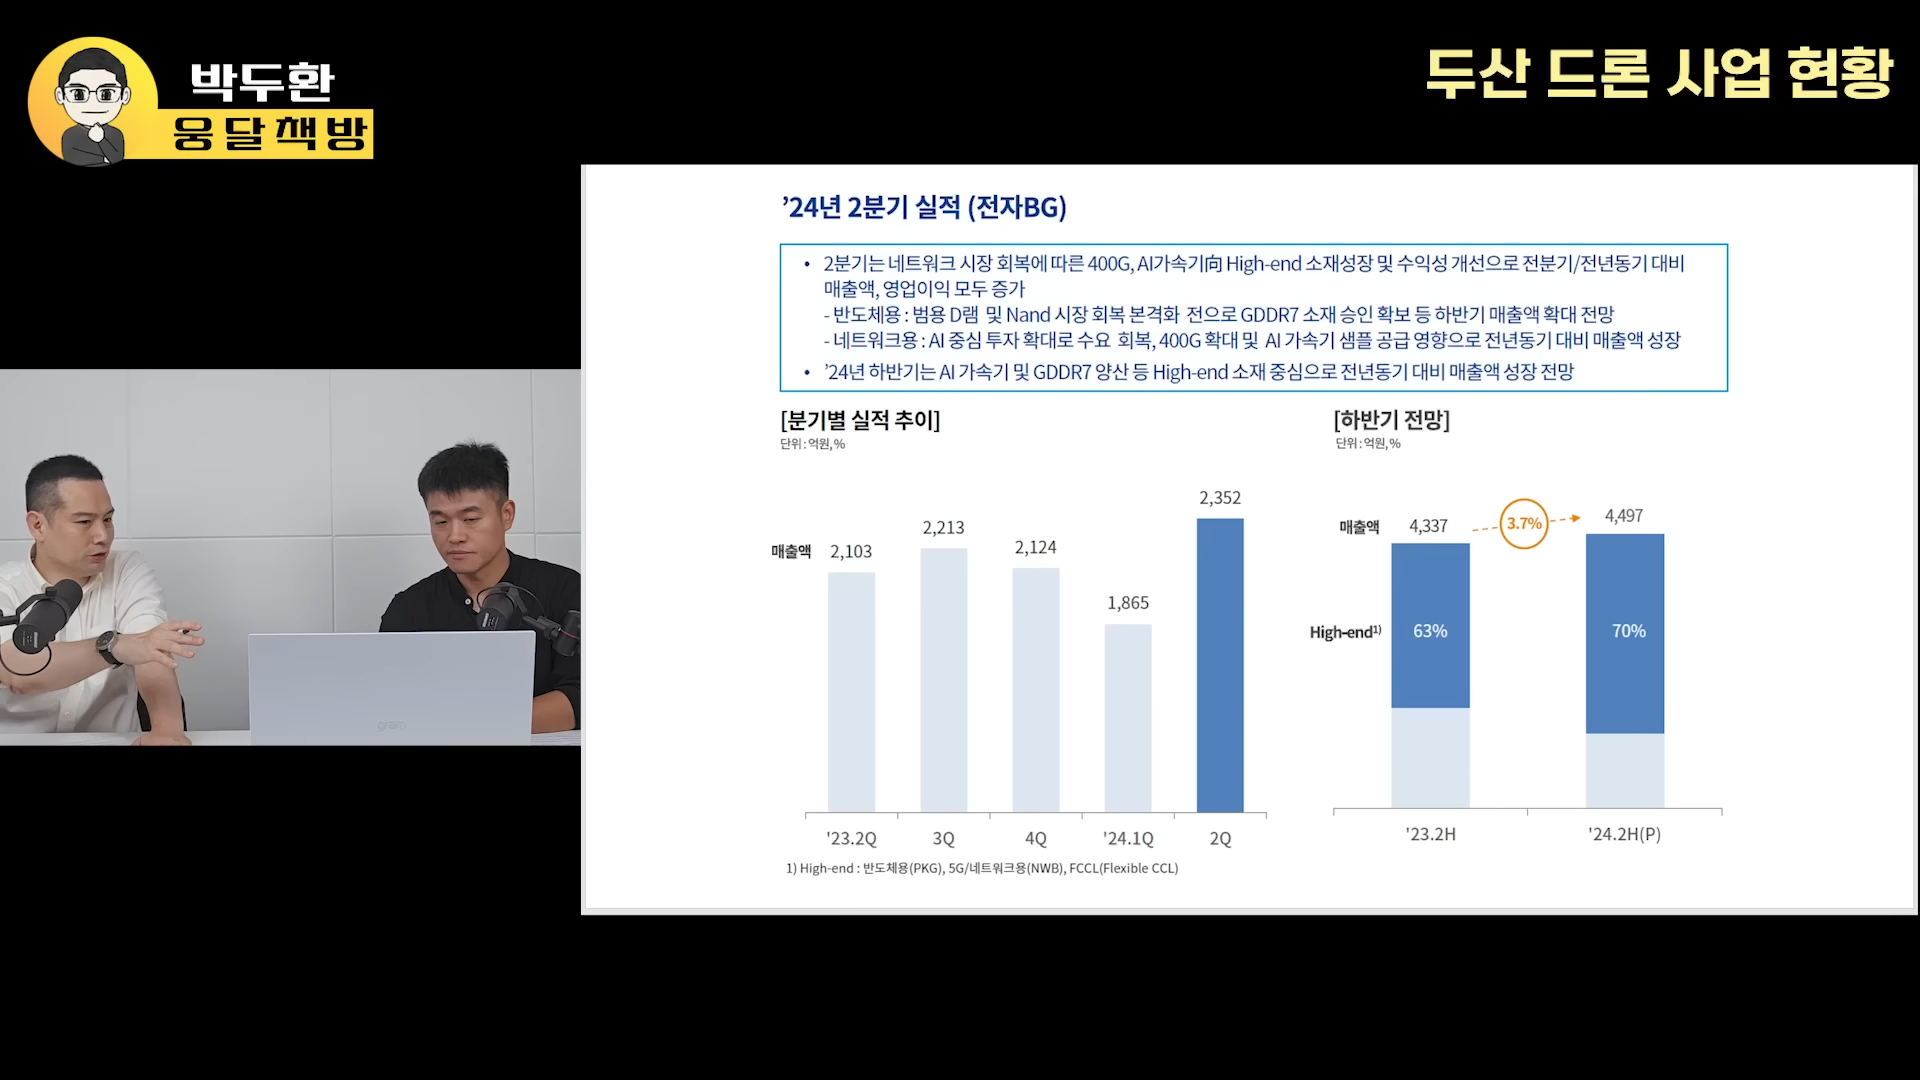 박두환
웅달책방
두산 드론 사업 현황
’24년 2분기 실적 (전자BG)
• 2분기는 네트워크 시장 회복에 따른 400G, AI가속기向 High-end 소재성장 및 수익성 개선으로 전분기/전년동기 대비
매출액, 영업이익 모두 증가
- 반도체용 : 범용 D램 및 Nand 시장 회복 본격화 전으로 GDDR7 소재 승인 확보 등 하반기 매출액 확대 전망
- 네트워크용 : AI 중심 투자 확대로 수요 회복, 400G 확대 및 AI 가속기 샘플 공급 영향으로 전년동기 대비 매출액 성장
• ’24년 하반기는 AI 가속기 및 GDDR7 양산 등 High-end 소재 중심으로 전년동기 대비 매출액 성장 전망
[분기별 실적 추이]
단위 : 억원, %
매출액 2,103 2,213 2,124 1,865 2,352
'23.2Q 3Q 4Q '24.1Q 2Q
[하반기 전망]
단위 : 억원, %
매출액 4,337 3.7% 4,497
High-end1) 63% 70%
'23.2H '24.2H(P)
1) High-end : 반도체용(PKG), 5G/네트워크용(NWB), FCCL(Flexible CCL)
gram